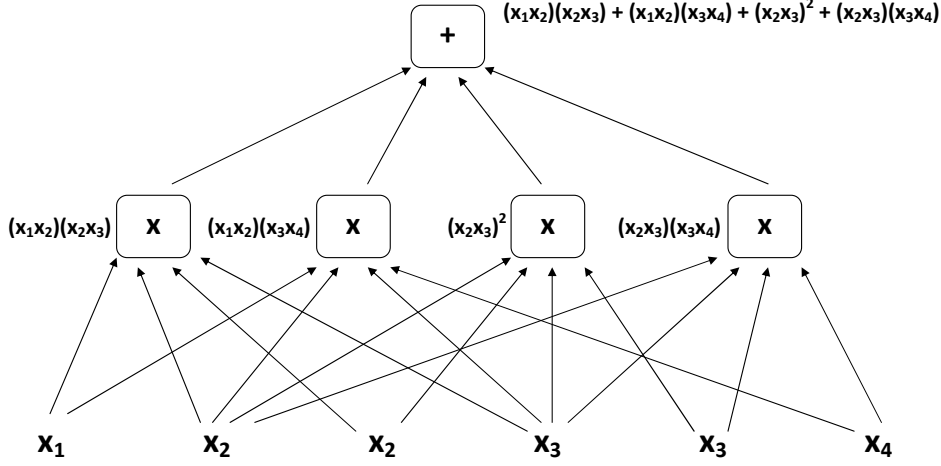 (x₁x₂)(x₂x₃) + (x₁x₂)(x₃x₄) + (x₂x₃)² + (x₂x₃)(x₃x₄)
+
(x₁x₂)(x₂x₃) x (x₁x₂)(x₃x₄) x (x₂x₃)² x (x₂x₃)(x₃x₄) x
x₁ x₂ x₂ x₃ x₃ x₄